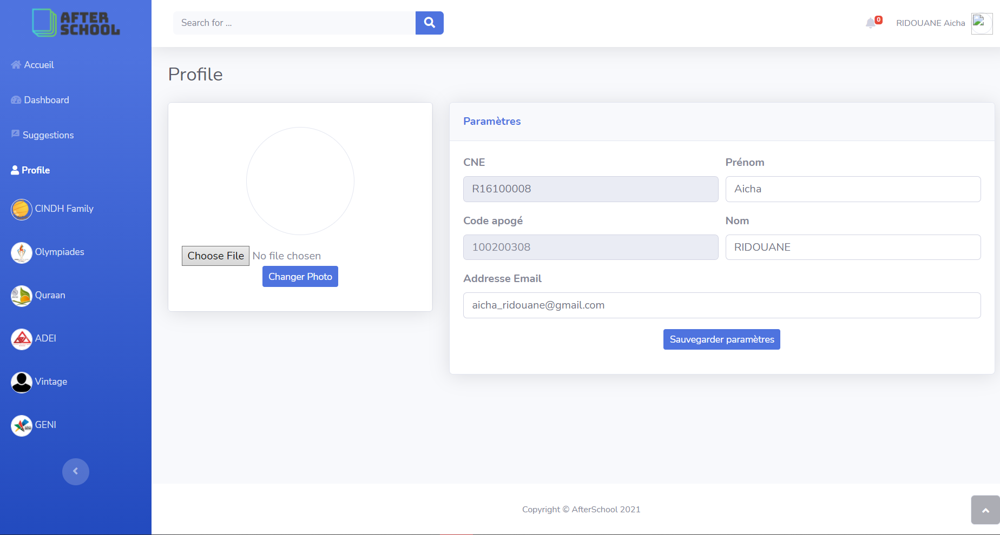 AFTER
SCHOOL
Search for ...
0
RIDOUANE Aicha
Accueil
Dashboard
Suggestions
Profile
CINDH Family
Olympiades
Quraan
ADEI
Vintage
GENI
Profile
Choose File No file chosen
Changer Photo
Paramètres
CNE
Prénom
R16100008
Aicha
Code apogé
Nom
100200308
RIDOUANE
Addresse Email
aicha_ridouane@gmail.com
Sauvegarder paramètres
Copyright © AfterSchool 2021